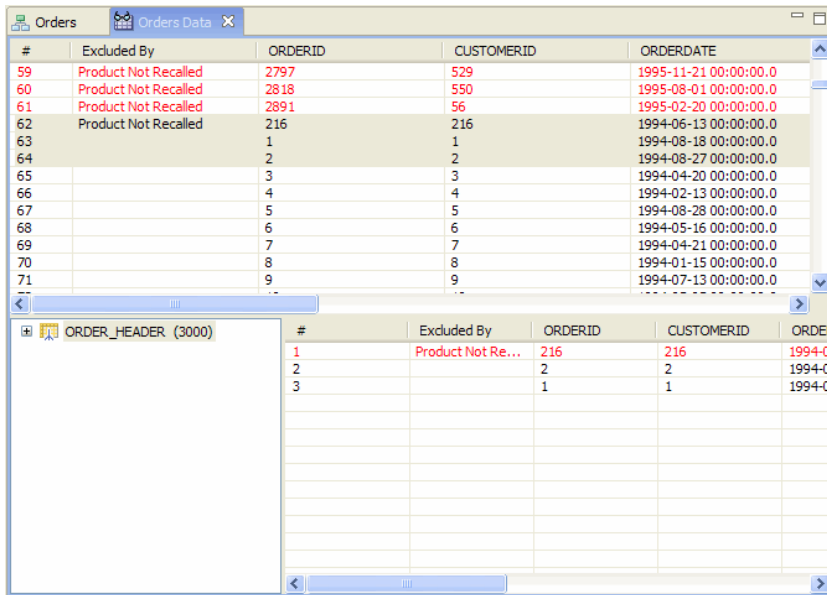 Orders Orders Data
# Excluded By ORDERID CUSTOMERID ORDERDATE
59 Product Not Recalled 2797 529 1995-11-21 00:00:00.0
60 Product Not Recalled 2818 550 1995-08-01 00:00:00.0
61 Product Not Recalled 2891 56 1995-02-20 00:00:00.0
62 Product Not Recalled 216 216 1994-06-13 00:00:00.0
63 1 1 1994-08-18 00:00:00.0
64 2 2 1994-08-27 00:00:00.0
65 3 3 1994-04-20 00:00:00.0
66 4 4 1994-02-13 00:00:00.0
67 5 5 1994-08-28 00:00:00.0
68 6 6 1994-05-16 00:00:00.0
69 7 7 1994-04-21 00:00:00.0
70 8 8 1994-01-15 00:00:00.0
71 9 9 1994-07-13 00:00:00.0
ORDER_HEADER (3000)
# Excluded By ORDERID CUSTOMERID ORDE
1 Product Not Re... 216 216 1994-0
2 2 2 1994-0
3 1 1 1994-0